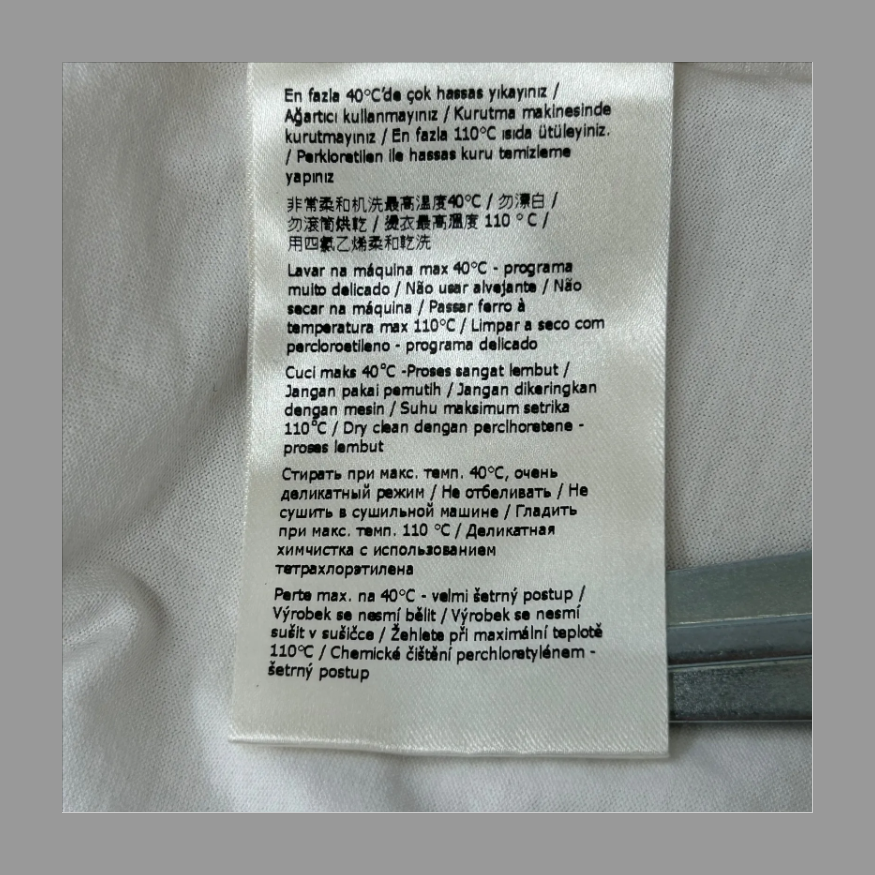 En fazla 40°C'de çok hassas yıkayınız /
Ağartıcı kullanmayınız / Kurutma makinesinde
kurutmayınız / En fazla 110°C ısıda ütüleyiniz.
/ Perkloretilen ile hassas kuru temizleme
yapınız
非常柔和机洗最高溫度40°C / 勿漂白 /
勿滾筒烘乾 / 燙衣最高溫度 110 °C /
用四氯乙烯柔和乾洗
Lavar na máquina max 40°C - programa
muito delicado / Não usar alvejante / Não
secar na máquina / Passar ferro à
temperatura max 110°C / Limpar a seco com
percloroetileno - programa delicado
Cuci maks 40°C -Proses sangat lembut /
Jangan pakai pemutih / Jangan dikeringkan
dengan mesin / Suhu maksimum setrika
110°C / Dry clean dengan perclhoretene -
proses lembut
Стирать при макс. темп. 40°C, очень
деликатный режим / Не отбеливать / Не
сушить в сушильной машине / Гладить
при макс. темп. 110 °C / Деликатная
химчистка с использованием
тетрахлорэтилена
Perte max. na 40°C - velmi šetrný postup /
Výrobek se nesmí bělit / Výrobek se nesmí
sušit v sušičce / Žehlete při maximální teplotě
110°C / Chemické čištění perchloretylénem -
šetrný postup